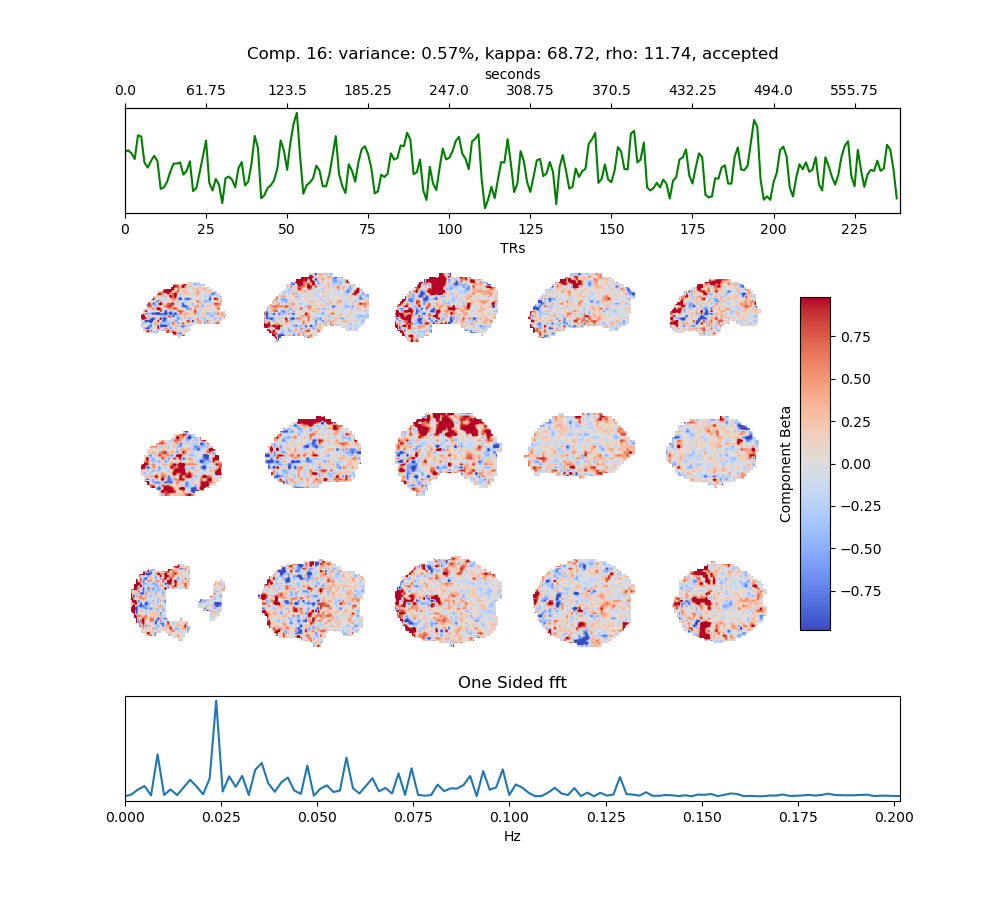 Comp. 16: variance: 0.57%, kappa: 68.72, rho: 11.74, accepted
seconds
0.0 61.75 123.5 185.25 247.0 308.75 370.5 432.25 494.0 555.75
0 25 50 75 100 125 150 175 200 225
TRs
0.75
0.50
0.25
0.00
−0.25
−0.50
−0.75
Component Beta
One Sided fft
0.000 0.025 0.050 0.075 0.100 0.125 0.150 0.175 0.200
Hz